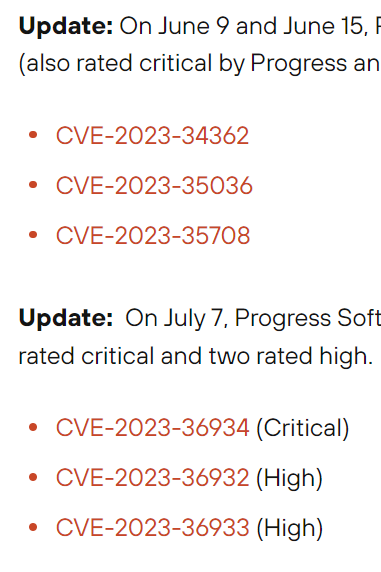 Update: On June 9 and June 15,
(also rated critical by Progress an
• CVE-2023-34362
• CVE-2023-35036
• CVE-2023-35708
Update: On July 7, Progress Soft
rated critical and two rated high.
• CVE-2023-36934 (Critical)
• CVE-2023-36932 (High)
• CVE-2023-36933 (High)